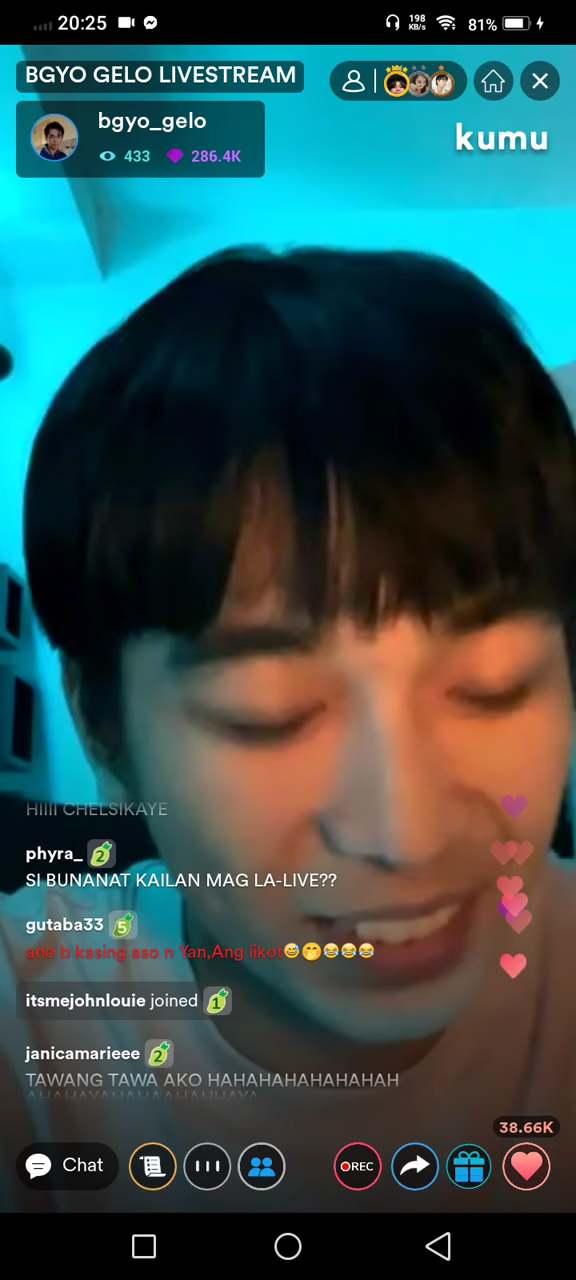 20:25
198
KB/s
81%
BGYO GELO LIVESTREAM
bgyo_gelo
433 286.4K
kumu
HIIII CHELSIKAYE
phyra_ 2
SI BUNANAT KAILAN MAG LA-LIVE??
gutaba33 5
ano b kasing aso n Yan,Ang likot😅🤭😂😂😂
itsmejohnlouie joined 1
janicamarieee 2
TAWANG TAWA AKO HAHAHAHAHAHAHAH
38.66K
Chat
REC